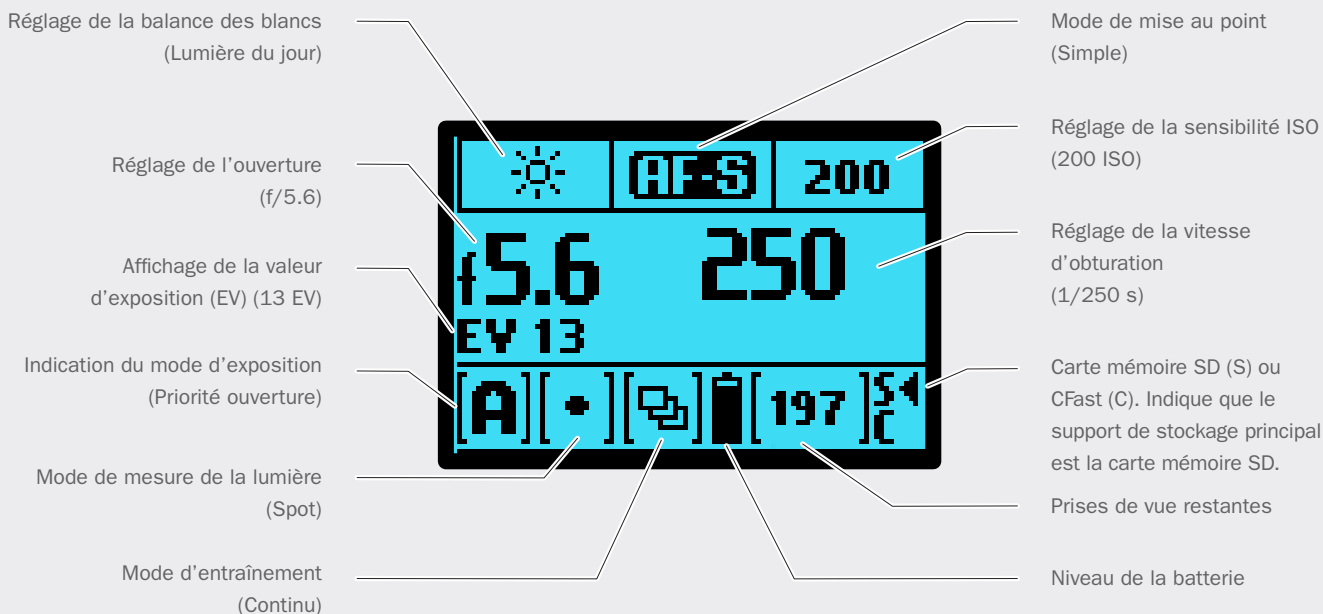 Réglage de la balance des blancs
(Lumière du jour)
Réglage de l’ouverture
(f/5.6)
Affichage de la valeur
d’exposition (EV) (13 EV)
Indication du mode d’exposition
(Priorité ouverture)
Mode de mesure de la lumière
(Spot)
Mode d’entraînement
(Continu)
AF-S
200
f5.6
250
EV 13
[A]
197
S
C
Mode de mise au point
(Simple)
Réglage de la sensibilité ISO
(200 ISO)
Réglage de la vitesse
d’obturation
(1/250 s)
Carte mémoire SD (S) ou
CFast (C). Indique que le
support de stockage principal
est la carte mémoire SD.
Prises de vue restantes
Niveau de la batterie